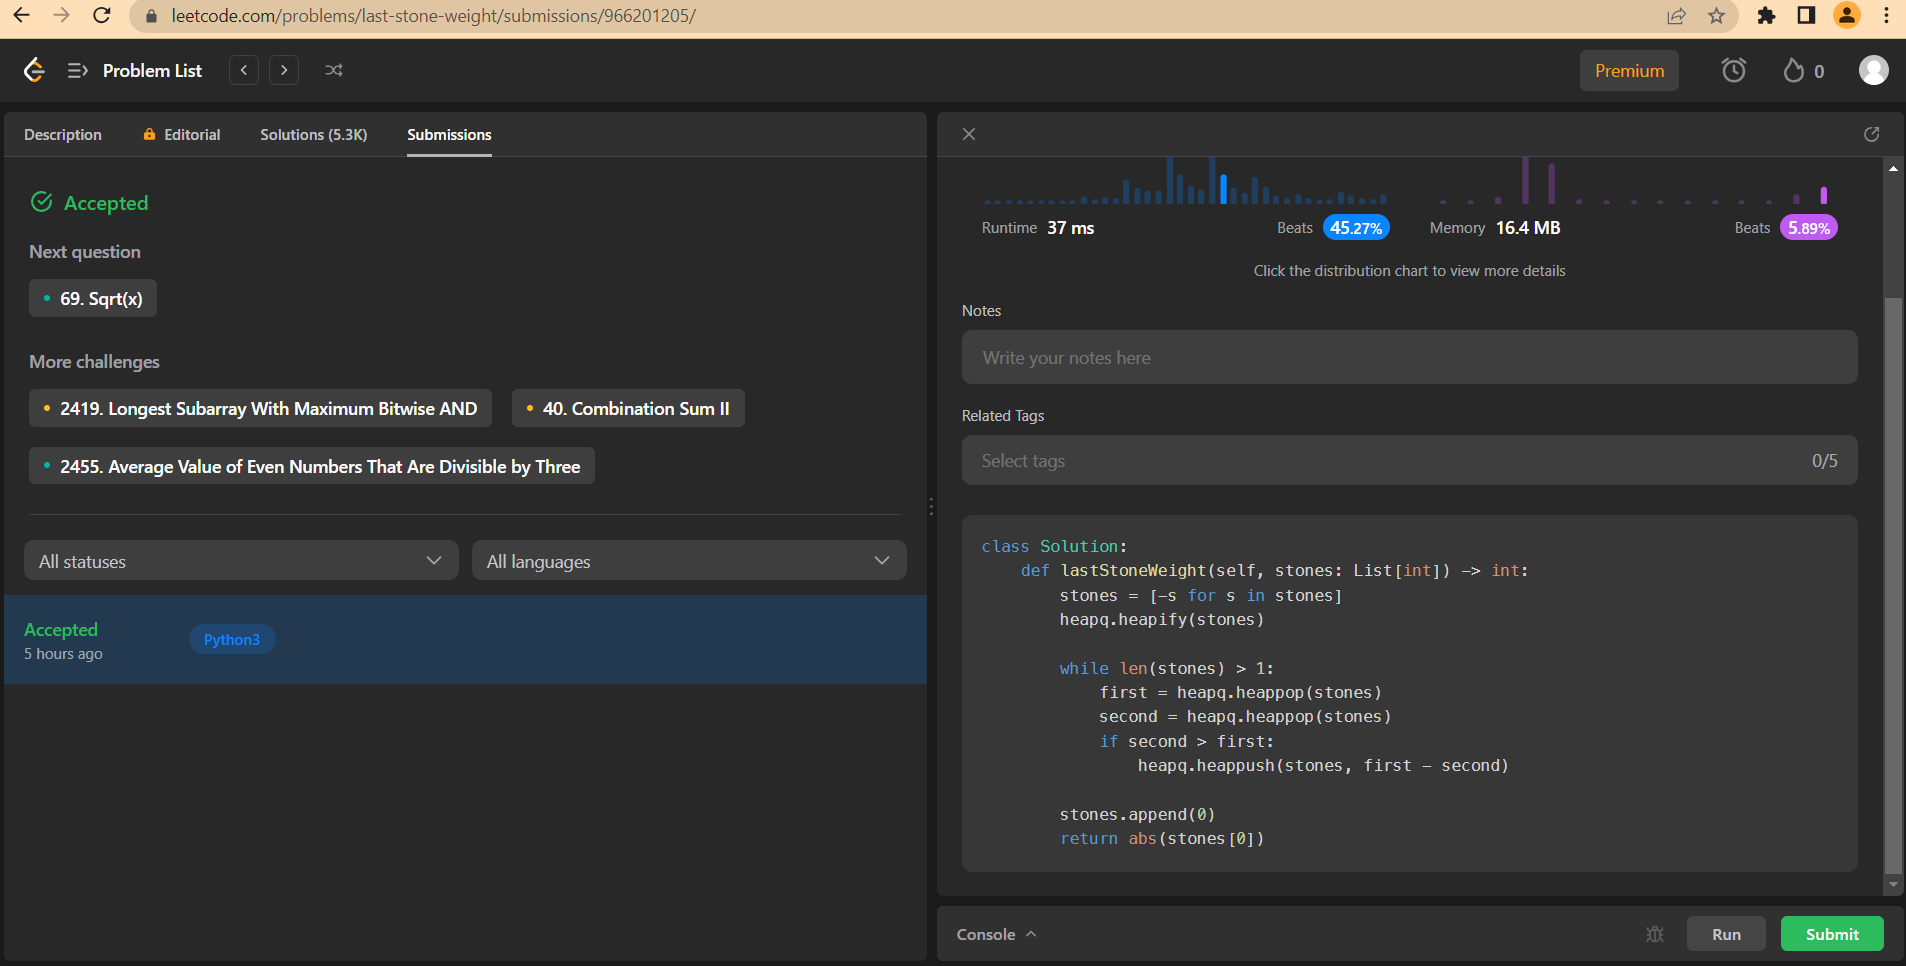 leetcode.com/problems/last-stone-weight/submissions/966201205/
Problem List
Premium
0
Description Editorial Solutions (5.3K) Submissions
Accepted
Next question
69. Sqrt(x)
More challenges
2419. Longest Subarray With Maximum Bitwise AND
40. Combination Sum II
2455. Average Value of Even Numbers That Are Divisible by Three
All statuses
All languages
Accepted
5 hours ago
Python3
Runtime 37 ms Beats 45.27%
Memory 16.4 MB Beats 5.89%
Click the distribution chart to view more details
Notes
Write your notes here
Related Tags
Select tags 0/5
class Solution:
    def lastStoneWeight(self, stones: List[int]) -> int:
        stones = [-s for s in stones]
        heapq.heapify(stones)
        while len(stones) > 1:
            first = heapq.heappop(stones)
            second = heapq.heappop(stones)
            if second > first:
                heapq.heappush(stones, first - second)
        stones.append(0)
        return abs(stones[0])
Console
Run
Submit